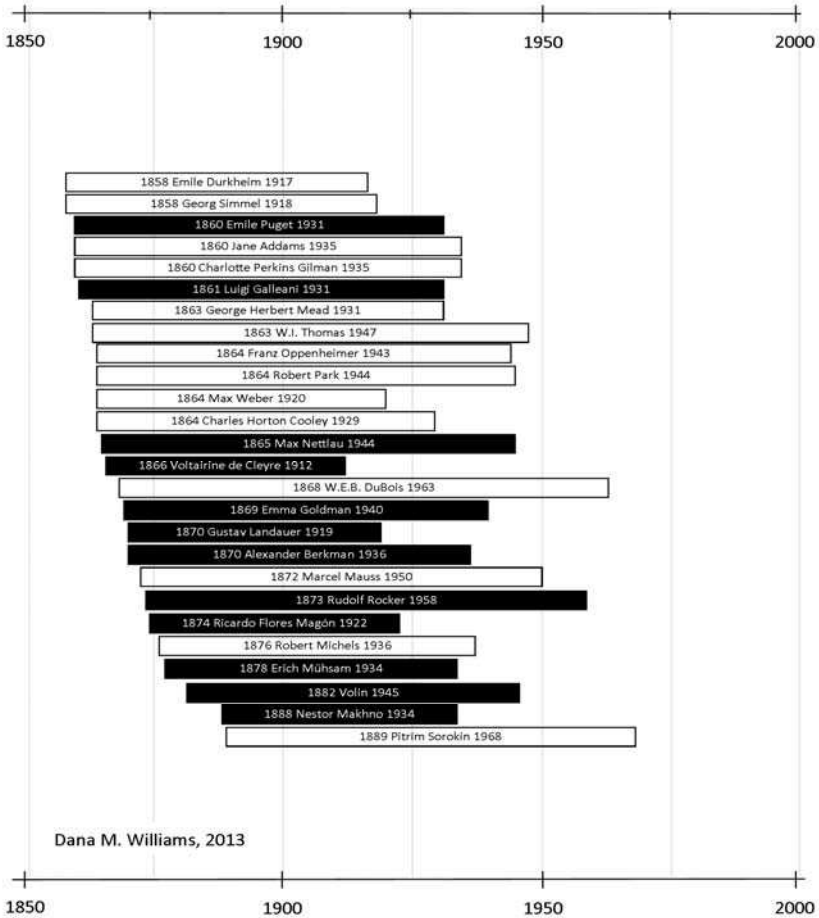 1850 1900 1950 2000
1858 Emile Durkheim 1917
1858 Georg Simmel 1918
1860 Emile Puget 1931
1860 Jane Addams 1935
1860 Charlotte Perkins Gilman 1935
1861 Luigi Galleani 1931
1863 George Herbert Mead 1931
1863 W.I. Thomas 1947
1864 Franz Oppenheimer 1943
1864 Robert Park 1944
1864 Max Weber 1920
1864 Charles Horton Cooley 1929
1865 Max Nettlau 1944
1866 Voltairine de Cleyre 1912
1868 W.E.B. DuBois 1963
1869 Emma Goldman 1940
1870 Gustav Landauer 1919
1870 Alexander Berkman 1936
1872 Marcel Mauss 1950
1873 Rudolf Rocker 1958
1874 Ricardo Flores Magón 1922
1876 Robert Michels 1936
1878 Erich Mühsam 1934
1882 Volin 1945
1888 Nestor Makhno 1934
1889 Pitrim Sorokin 1968
Dana M. Williams, 2013
1850 1900 1950 2000